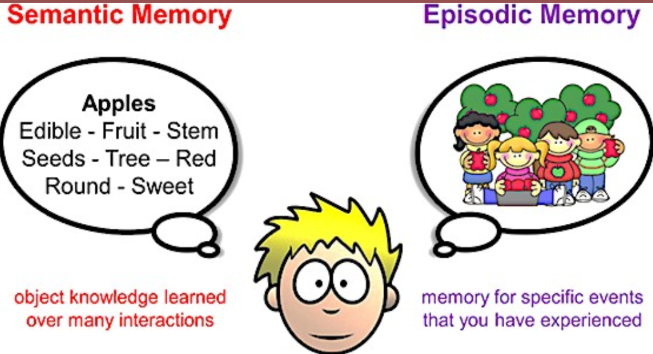 Semantic Memory
Episodic Memory
Apples
Edible - Fruit - Stem
Seeds - Tree – Red
Round - Sweet
object knowledge learned
over many interactions
memory for specific events
that you have experienced